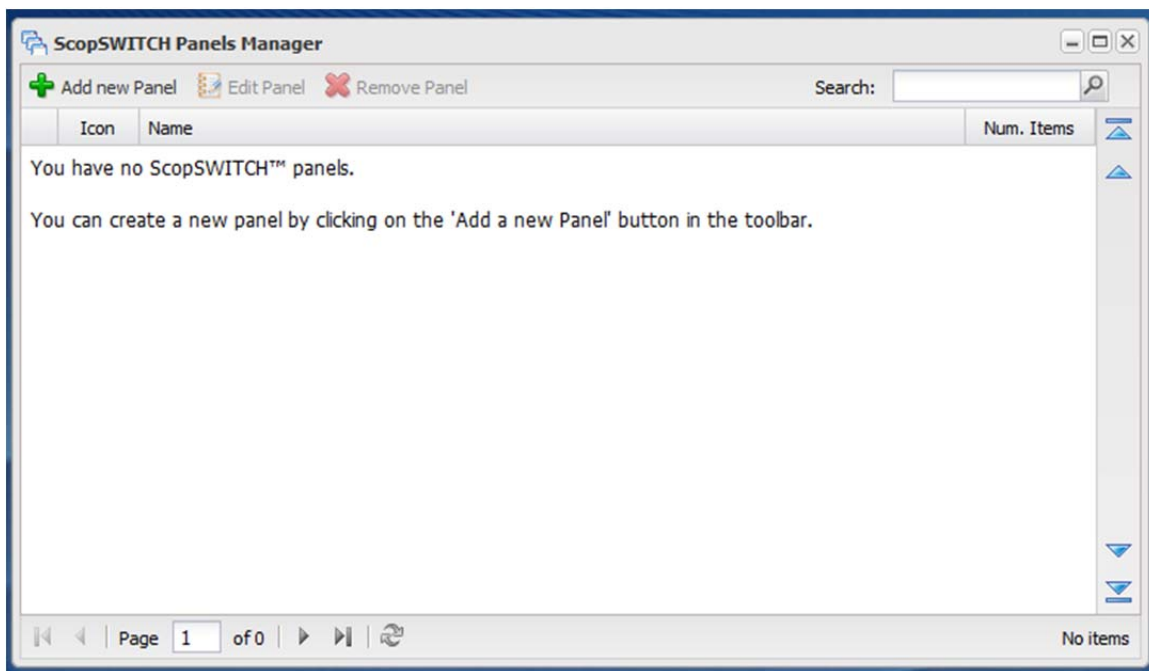 ScopSWITCH Panels Manager
Add new Panel Edit Panel Remove Panel Search:
Icon Name Num. Items
You have no ScopSWITCH™ panels.
You can create a new panel by clicking on the 'Add a new Panel' button in the toolbar.
Page 1 of 0 No items